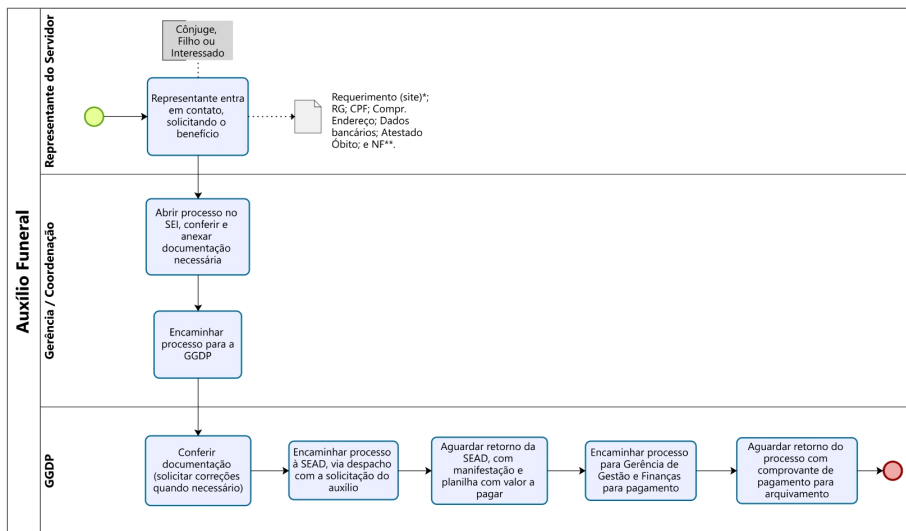 Auxílio Funeral
Representante do Servidor
Cônjuge,
Filho ou
Interessado
Representante entra
em contato,
solicitando o
benefício
Requerimento (site)*;
RG; CPF; Compr.
Endereço; Dados
bancários; Atestado
Óbito; e NF**.
Gerência / Coordenação
Abrir processo no
SEI, conferir e
anexar
documentação
necessária
Encaminhar
processo para a
GGDP
GGDP
Conferir
documentação
(solicitar correções
quando necessário)
Encaminhar processo
à SEAD, via despacho
com a solicitação do
auxílio
Aguardar retorno da
SEAD, com
manifestação e
planilha com valor a
pagar
Encaminhar processo
para Gerência de
Gestão e Finanças
para pagamento
Aguardar retorno do
processo com
comprovante de
pagamento para
arquivamento